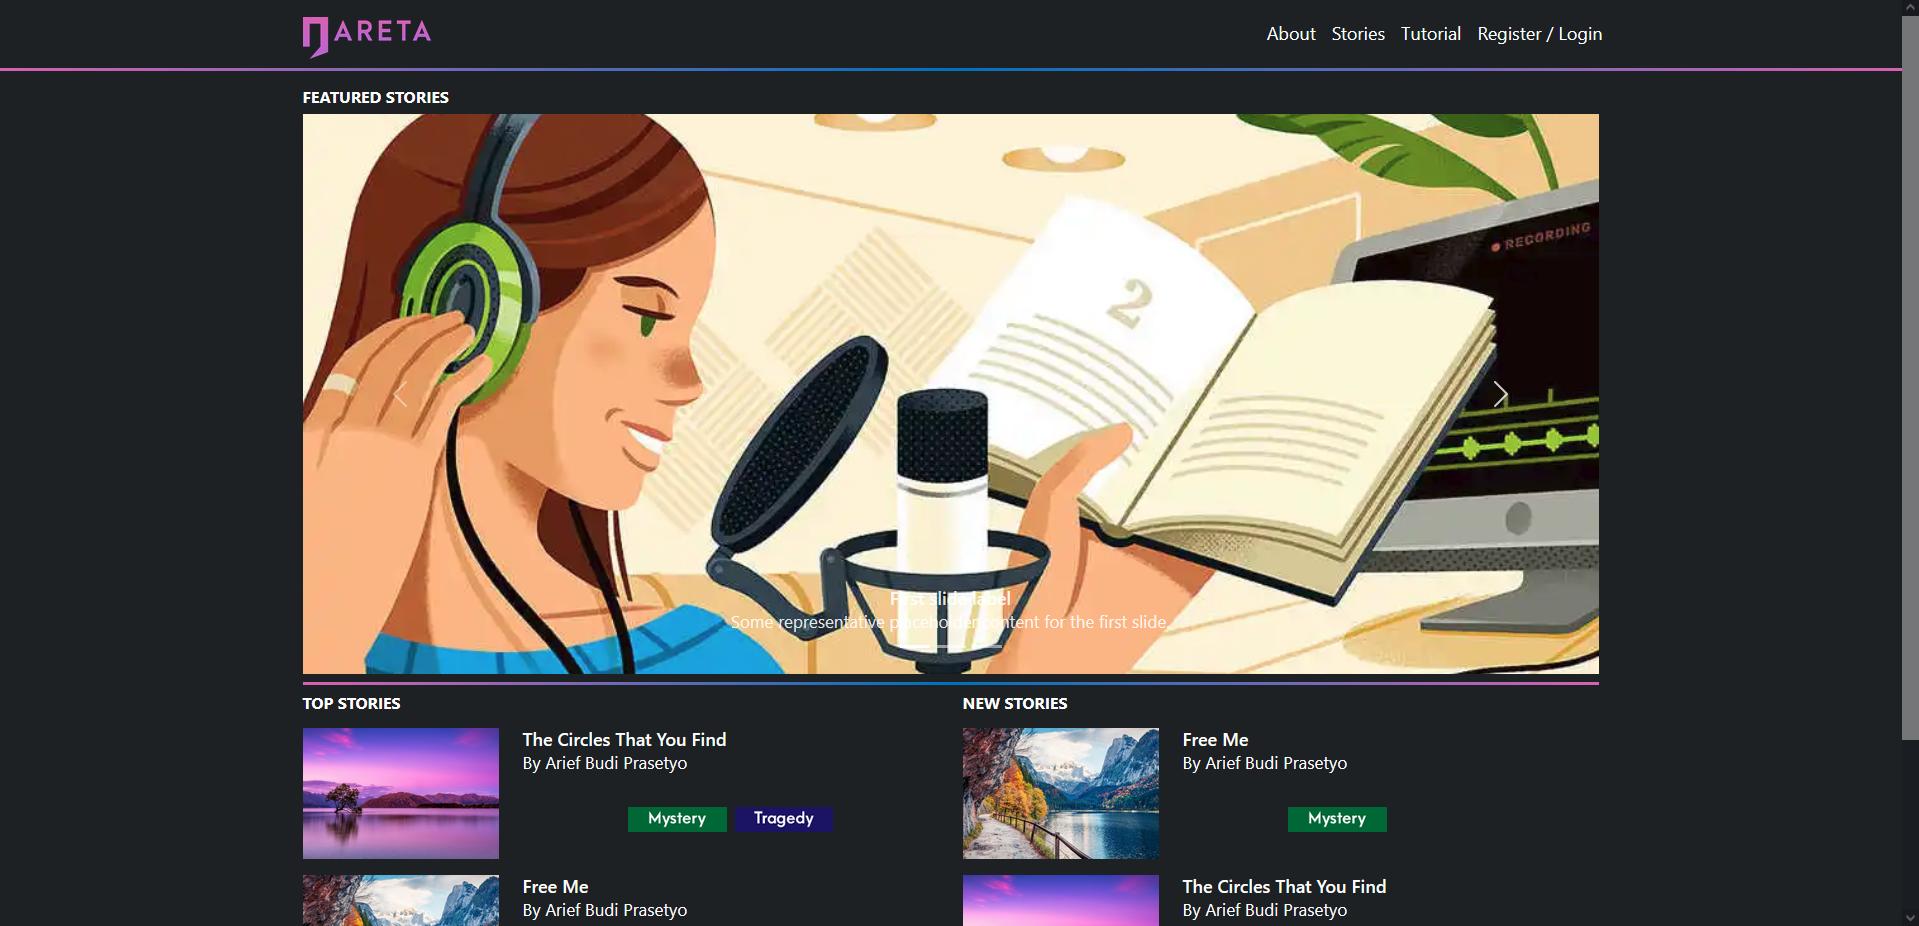 ARETA
About Stories Tutorial Register / Login
FEATURED STORIES
RECORDING
2
First slide label
Some representative placeholder content for the first slide.
TOP STORIES
The Circles That You Find
By Arief Budi Prasetyo
Mystery Tragedy
Free Me
By Arief Budi Prasetyo
NEW STORIES
Free Me
By Arief Budi Prasetyo
Mystery
The Circles That You Find
By Arief Budi Prasetyo